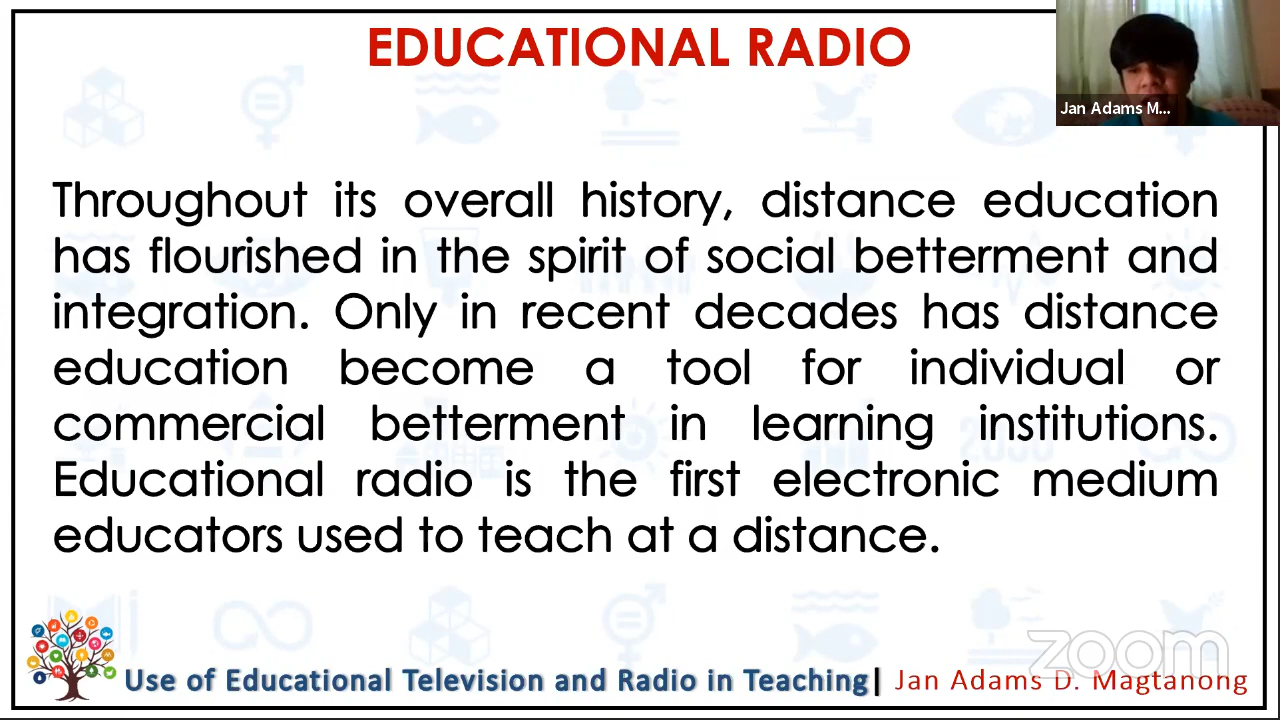 EDUCATIONAL RADIO
Jan Adams M...
Throughout its overall history, distance education
has flourished in the spirit of social betterment and
integration. Only in recent decades has distance
education become a tool for individual or
commercial betterment in learning institutions.
Educational radio is the first electronic medium
educators used to teach at a distance.
zoom
Use of Educational Television and Radio in Teaching| Jan Adams D. Magtanong